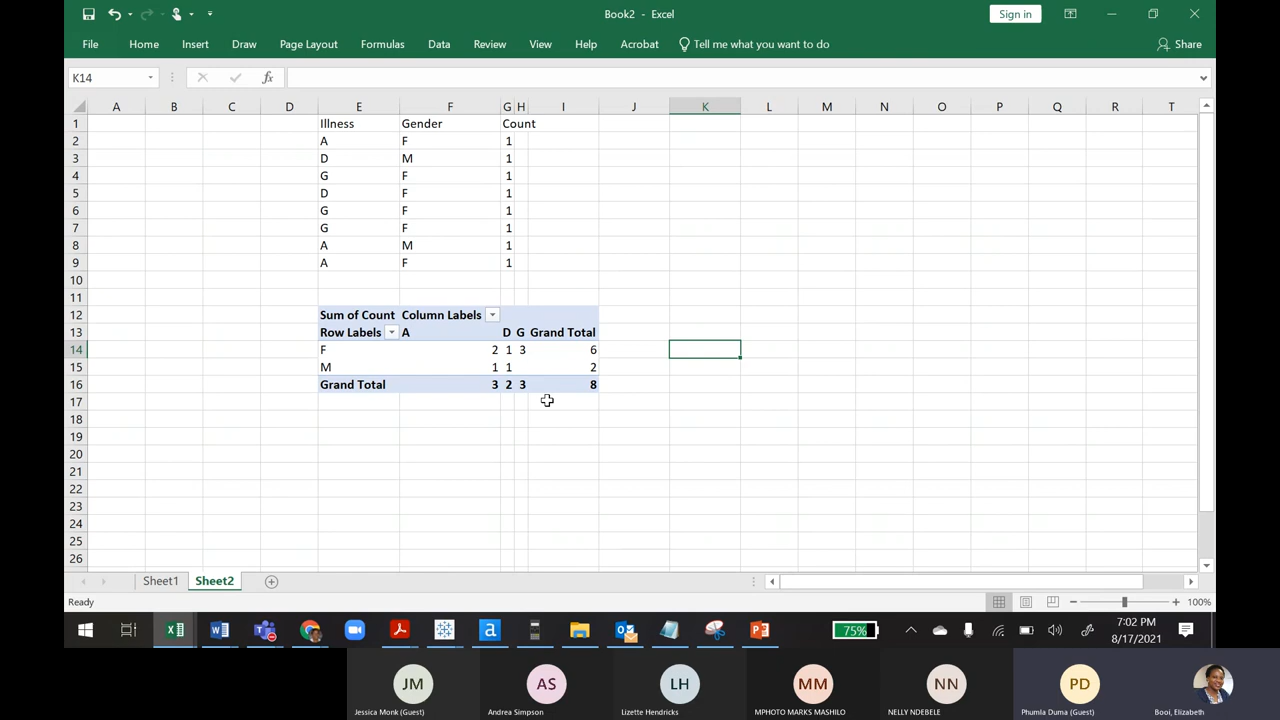 Book2 - Excel
Sign in
File Home Insert Draw Page Layout Formulas Data Review View Help Acrobat Tell me what you want to do Share
K14 fx
A B C D E F G H I J K L M N O P Q R S T
1 Illness Gender Count
2 A F 1
3 D M 1
4 G F 1
5 D F 1
6 G F 1
7 G F 1
8 A M 1
9 A F 1
10
11
12 Sum of Count Column Labels
13 Row Labels A D G Grand Total
14 F 2 1 3 6
15 M 1 1 2
16 Grand Total 3 2 3 8
17
18
19
20
21
22
23
24
25
26
Sheet1 Sheet2
Ready 100%
75% 7:02 PM
8/17/2021
JM AS LH MM NN PD
Jessica Monk (Guest) Andrea Simpson Lizette Hendricks MPHOTO MARKS MASHILO NELLY NDEBELE Phumla Duma (Guest) Booi, Elizabeth